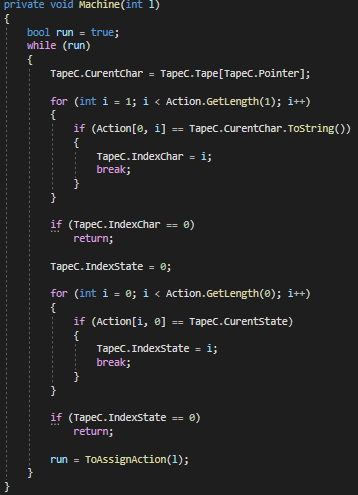 private void Machine(int l)
{
bool run = true;
while (run)
{
TapeC.CurentChar = TapeC.Tape[TapeC.Pointer];
for (int i = 1; i < Action.GetLength(1); i++)
{
if (Action[0, i] == TapeC.CurentChar.ToString())
{
TapeC.IndexChar = i;
break;
}
}
if (TapeC.IndexChar == 0)
return;
TapeC.IndexState = 0;
for (int i = 0; i < Action.GetLength(0); i++)
{
if (Action[i, 0] == TapeC.CurentState)
{
TapeC.IndexState = i;
break;
}
}
if (TapeC.IndexState == 0)
return;
run = ToAssignAction(l);
}
}